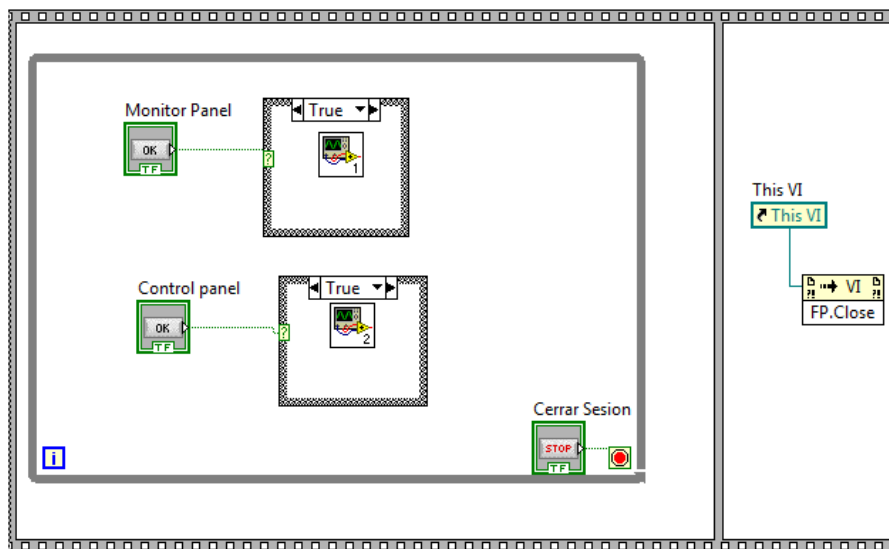 Monitor Panel
OK
TF
?
True
1
Control panel
OK
TF
?
True
2
i
Cerrar Sesion
STOP
TF
This VI
This VI
?! VI ?!
FP.Close